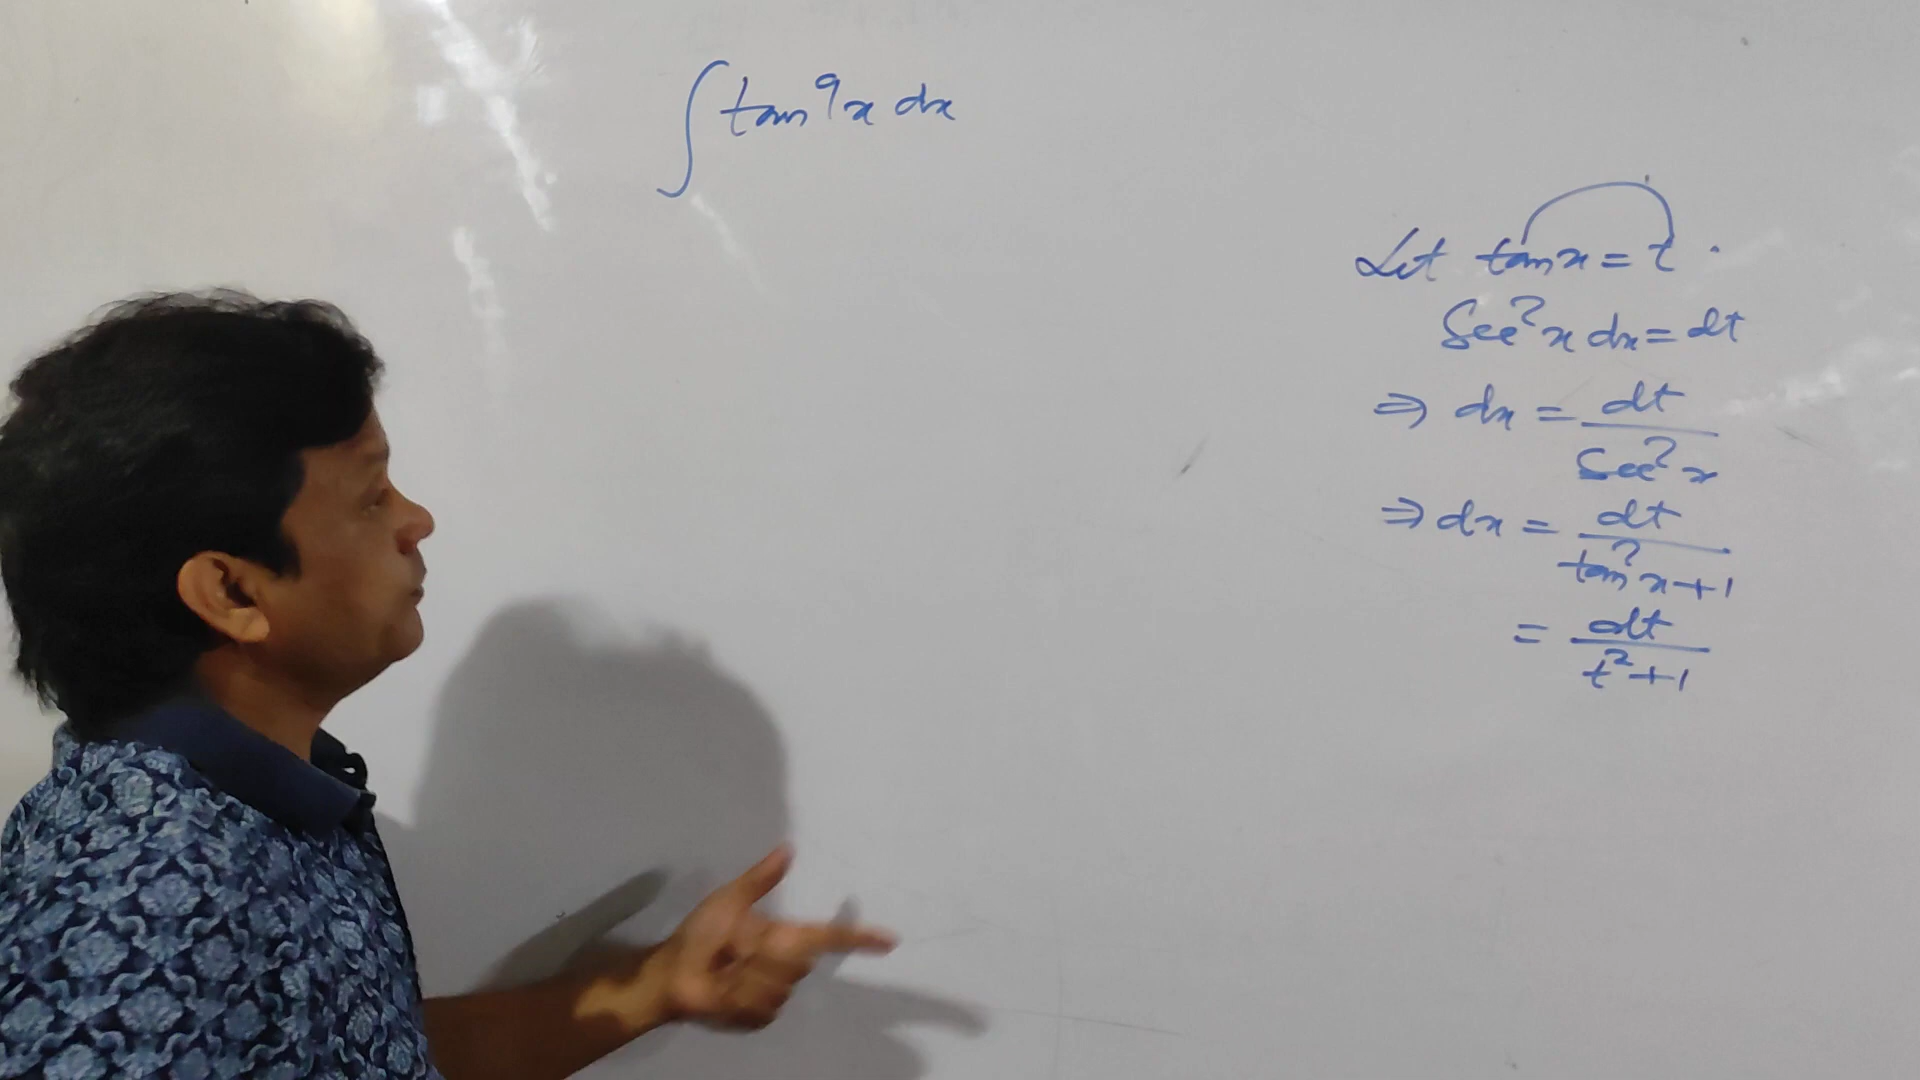 ∫ tan⁹x dx
Let tanx = t
Sec²x dx = dt
⇒ dx = dt / Sec²x
⇒ dx = dt / tan²x+1
= dt / t²+1